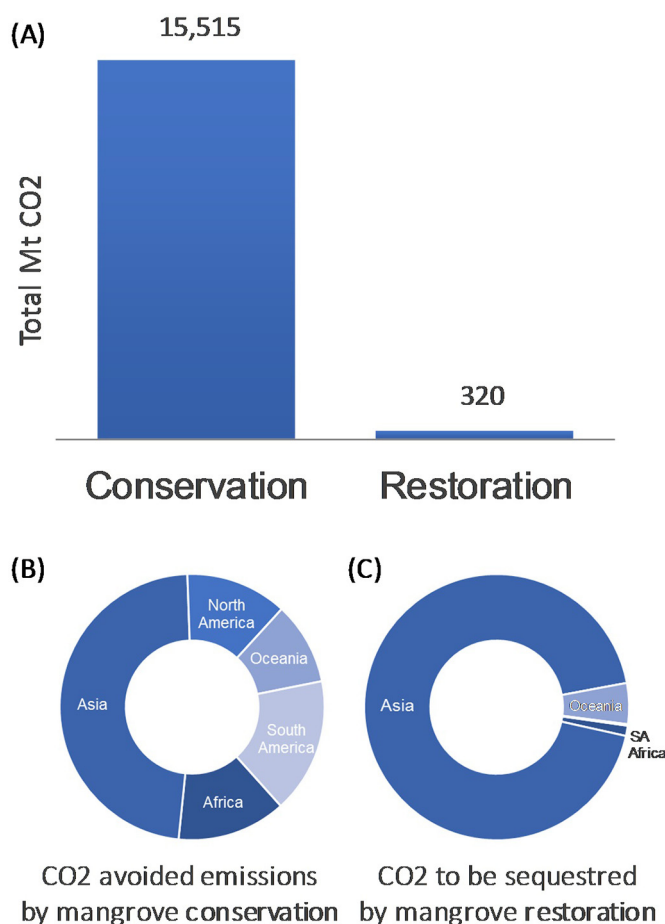 (A)
15,515
Total Mt CO2
320
Conservation
Restoration
(B)
North
America
Oceania
Asia
South
America
Africa
CO2 avoided emissions
by mangrove conservation
(C)
Asia
Oceania
SA
Africa
CO2 to be sequestred
by mangrove restoration